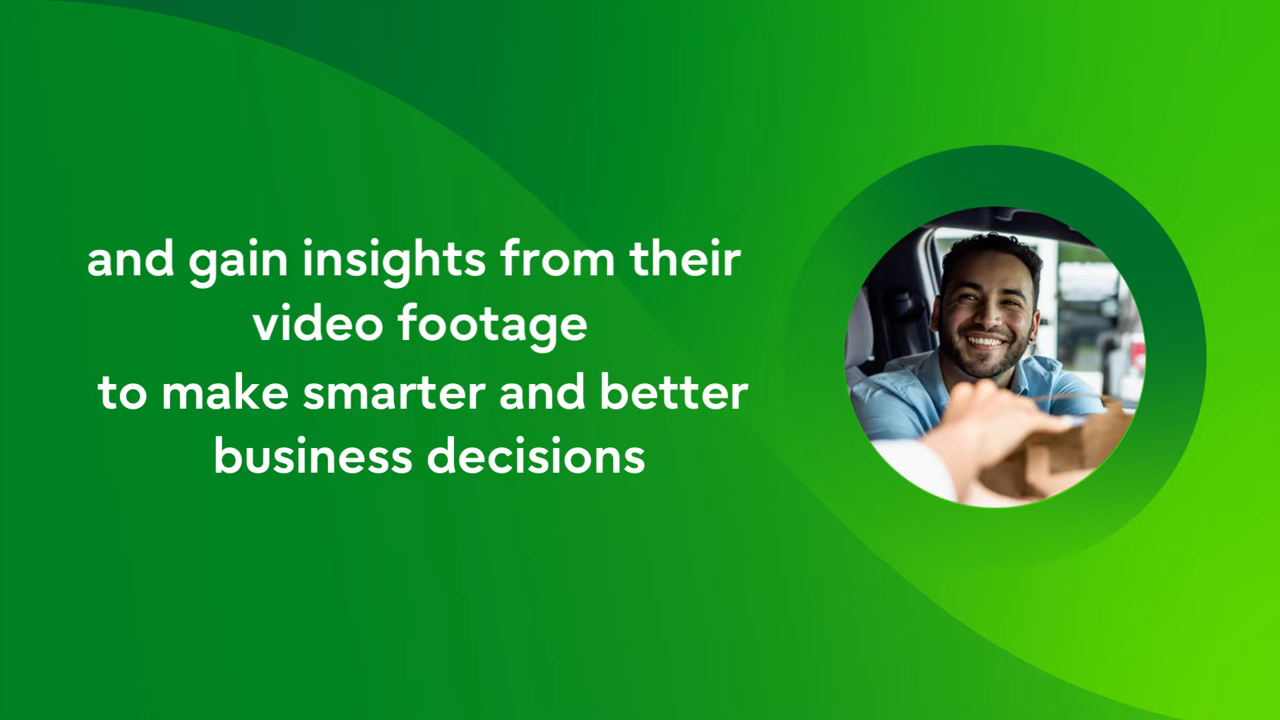 and gain insights from their
video footage
to make smarter and better
business decisions